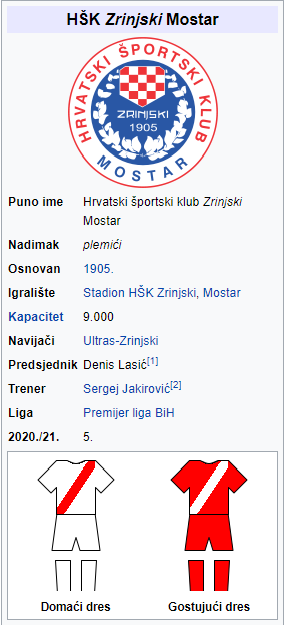 HŠK Zrinjski Mostar
HRVATSKI ŠPORTSKI KLUB
ZRINJSKI
1905
MOSTAR
Puno ime Hrvatski športski klub Zrinjski
Mostar
Nadimak plemići
Osnovan 1905.
Igralište Stadion HŠK Zrinjski, Mostar
Kapacitet 9.000
Navijači Ultras-Zrinjski
Predsjednik Denis Lasić[1]
Trener Sergej Jakirović[2]
Liga Premijer liga BiH
2020./21. 5.
Domaći dres Gostujući dres